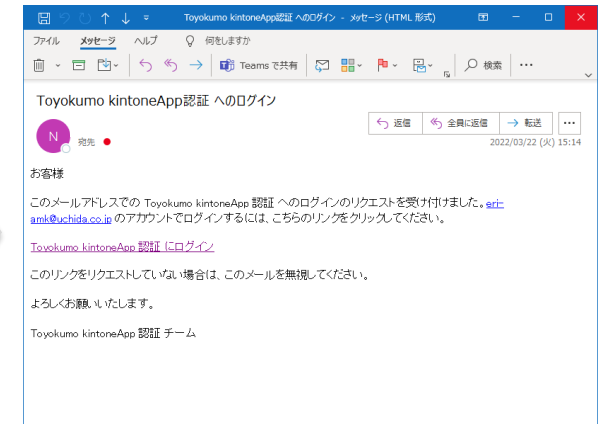 Toyokumo kintoneApp認証 へのログイン - メッセージ (HTML 形式)
ファイル メッセージ ヘルプ 何をしますか
Teams で共有 検索
Toyokumo kintoneApp認証 へのログイン
返信 全員に返信 転送
N 宛先
2022/03/22 (火) 15:14
お客様
このメールアドレスでの Toyokumo kintoneApp 認証 へのログインのリクエストを受け付けました。eri-
amk@uchida.co.jp のアカウントでログインするには、こちらのリンクをクリックしてください。
Toyokumo kintoneApp 認証 にログイン
このリンクをリクエストしていない場合は、このメールを無視してください。
よろしくお願いいたします。
Toyokumo kintoneApp 認証 チーム